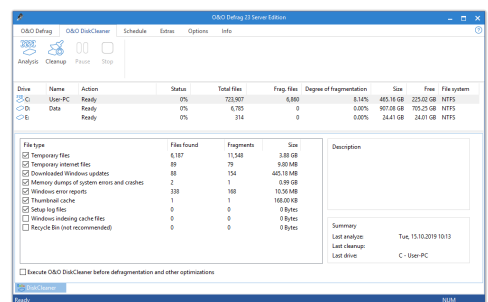 O&O Defrag 23 Server Edition
O&O Defrag O&O DiskCleaner Schedule Extras Options Info
Analysis Cleanup Pause Stop
Drive Name Action Status Total files Frag. files Degree of fragmentation Size Free File system
C: User-PC Ready 0% 723,907 6,860 8.14% 465.16 GB 225.02 GB NTFS
D: Data Ready 0% 6,785 0 0.00% 907.08 GB 705.25 GB NTFS
E: Ready 0% 314 0 0.00% 24.41 GB 24.01 GB NTFS
File type Files found Fragments Size
Temporary files 6,187 11,548 3.88 GB
Temporary internet files 89 79 9.80 MB
Downloaded Windows updates 88 154 445.18 MB
Memory dumps of system errors and crashes 2 1 0.99 GB
Windows error reports 338 168 10.56 MB
Thumbnail cache 1 1 168.00 KB
Setup log files 0 0 0 Bytes
Windows indexing cache files 0 0 0 Bytes
Recycle Bin (not recommended) 0 0 0 Bytes
Description
Summary
Last analyze: Tue, 15.10.2019 10:13
Last cleanup:
Last drive C - User-PC
Execute O&O DiskCleaner before defragmentation and other optimizations
DiskCleaner
Ready NUM